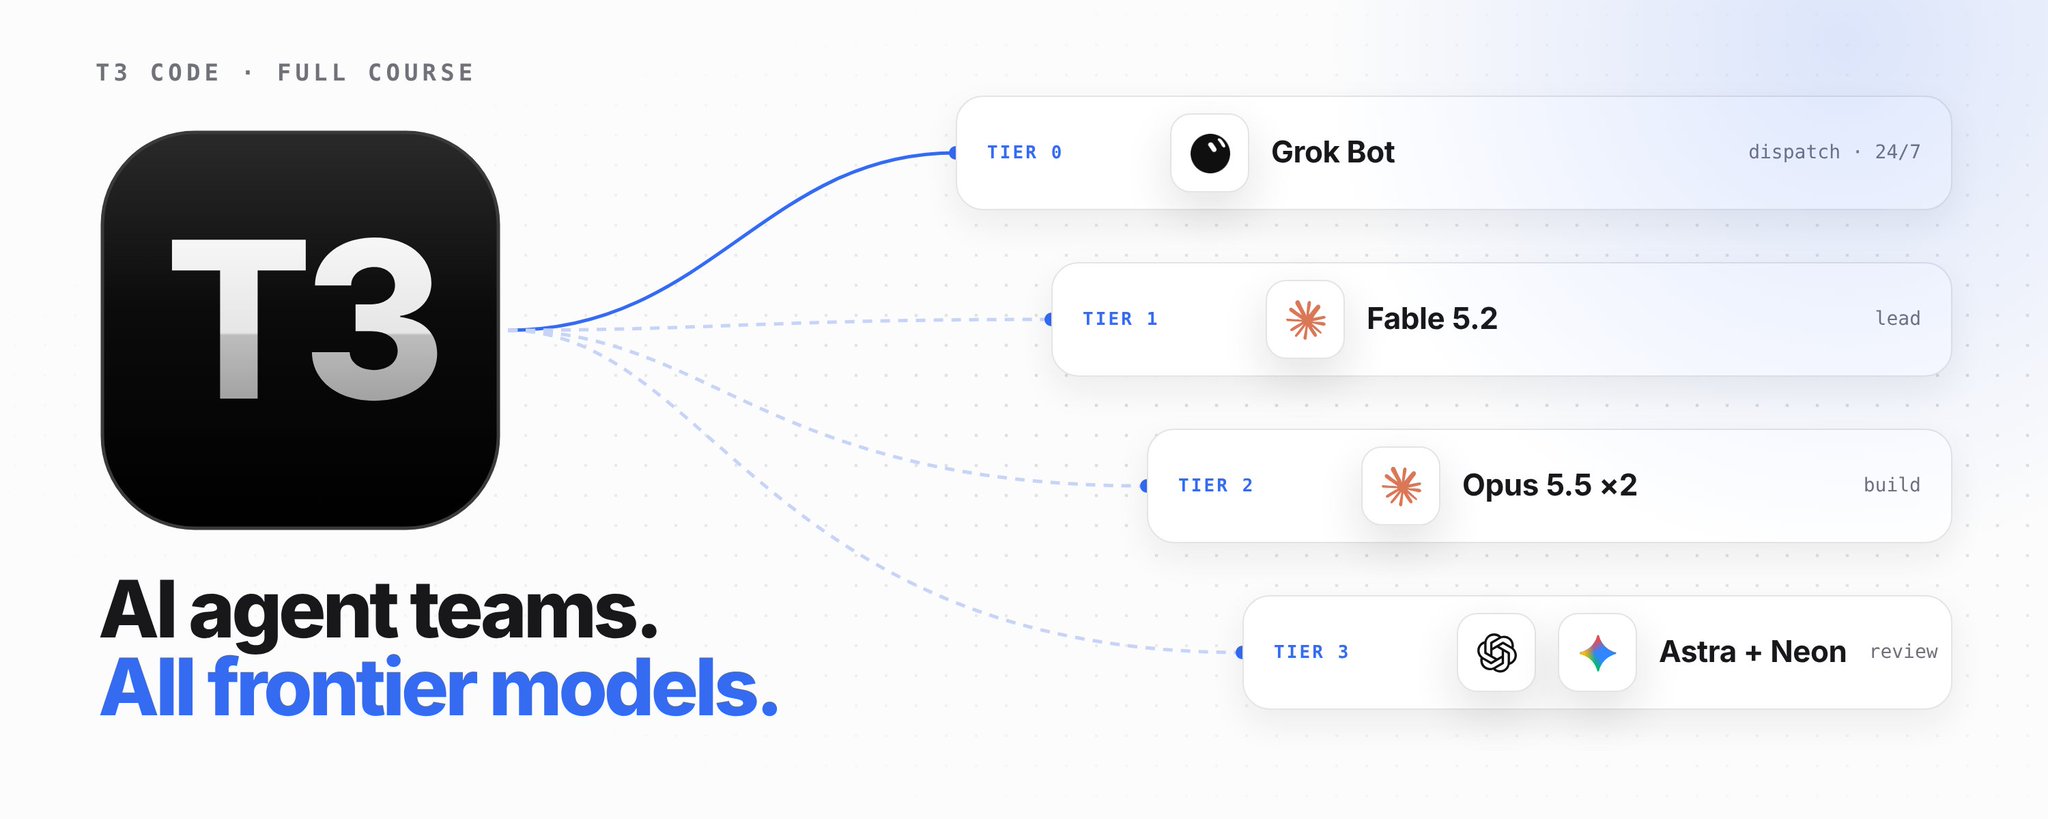 T3 CODE · FULL COURSE
T3
AI agent teams.
All frontier models.
TIER 0 Grok Bot dispatch · 24/7
TIER 1 Fable 5.2 lead
TIER 2 Opus 5.5 ×2 build
TIER 3 Astra + Neon review